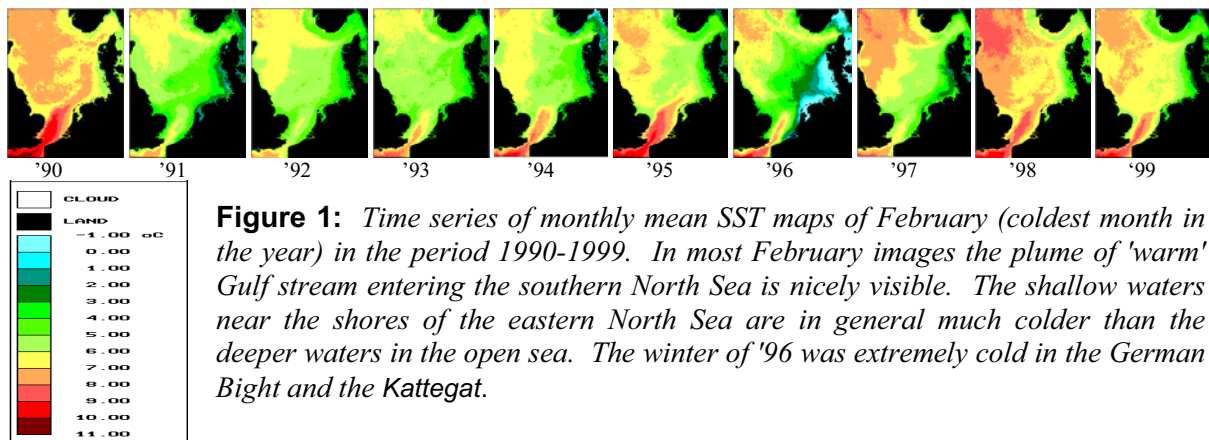 '90 '91 '92 '93 '94 '95 '96 '97 '98 '99
CLOUD
LAND
-1.00 oC
0.00
1.00
2.00
3.00
4.00
5.00
6.00
7.00
8.00
9.00
10.00
11.00
Figure 1: Time series of monthly mean SST maps of February (coldest month in
the year) in the period 1990-1999. In most February images the plume of 'warm'
Gulf stream entering the southern North Sea is nicely visible. The shallow waters
near the shores of the eastern North Sea are in general much colder than the
deeper waters in the open sea. The winter of '96 was extremely cold in the German
Bight and the Kattegat.